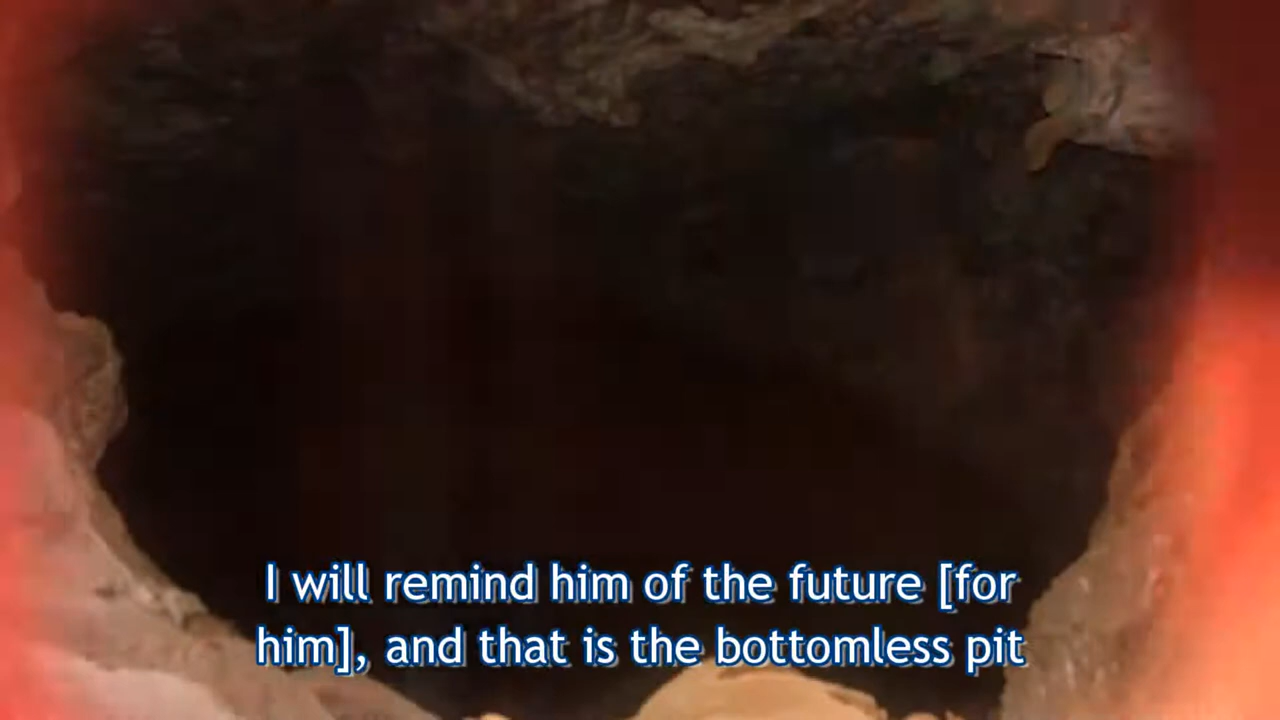 I will remind him of the future [for
him], and that is the bottomless pit